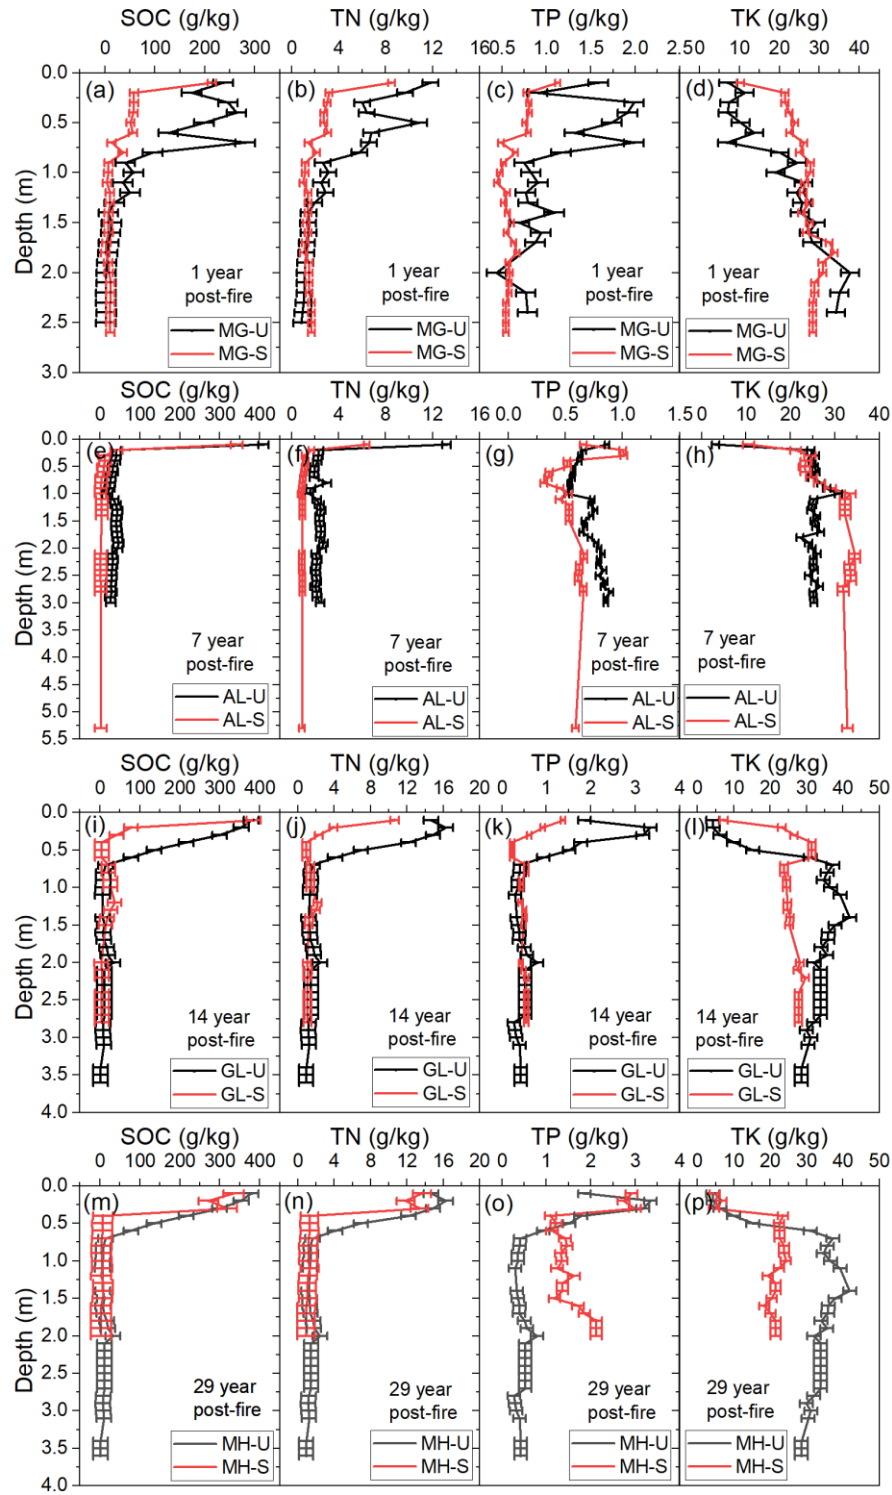 SOC (g/kg) TN (g/kg) TP (g/kg) TK (g/kg)
0 100 200 300 0 4 8 12 16 0.5 1.0 1.5 2.0 2.5 0 10 20 30 40
0.0
0.5
1.0
1.5
2.0
2.5
3.0
Depth (m)
(a) (b) (c) (d)
1 year 1 year 1 year 1 year
post-fire post-fire post-fire post-fire
MG-U MG-U MG-U MG-U
MG-S MG-S MG-S MG-S
SOC (g/kg) TN (g/kg) TP (g/kg) TK (g/kg)
0 100 200 300 400 0 4 8 12 16 0.0 0.5 1.0 1.5 0 10 20 30 40
0.0
0.5
1.0
1.5
2.0
2.5
3.0
3.5
4.0
4.5
5.0
5.5
Depth (m)
(e) (f) (g) (h)
7 year 7 year 7 year 7 year
post-fire post-fire post-fire post-fire
AL-U AL-U AL-U AL-U
AL-S AL-S AL-S AL-S
SOC (g/kg) TN (g/kg) TP (g/kg) TK (g/kg)
0 100 200 300 400 0 4 8 12 16 20 0 1 2 3 0 10 20 30 40 50
0.0
0.5
1.0
1.5
2.0
2.5
3.0
3.5
4.0
Depth (m)
(i) (j) (k) (l)
14 year 14 year 14 year 14 year
post-fire post-fire post-fire post-fire
GL-U GL-U GL-U GL-U
GL-S GL-S GL-S GL-S
SOC (g/kg) TN (g/kg) TP (g/kg) TK (g/kg)
0 100 200 300 400 0 4 8 12 16 20 0 1 2 3 4 0 10 20 30 40 50
0.0
0.5
1.0
1.5
2.0
2.5
3.0
3.5
4.0
Depth (m)
(m) (n) (o) (p)
29 year 29 year 29 year 29 year
post-fire post-fire post-fire post-fire
MH-U MH-U MH-U MH-U
MH-S MH-S MH-S MH-S